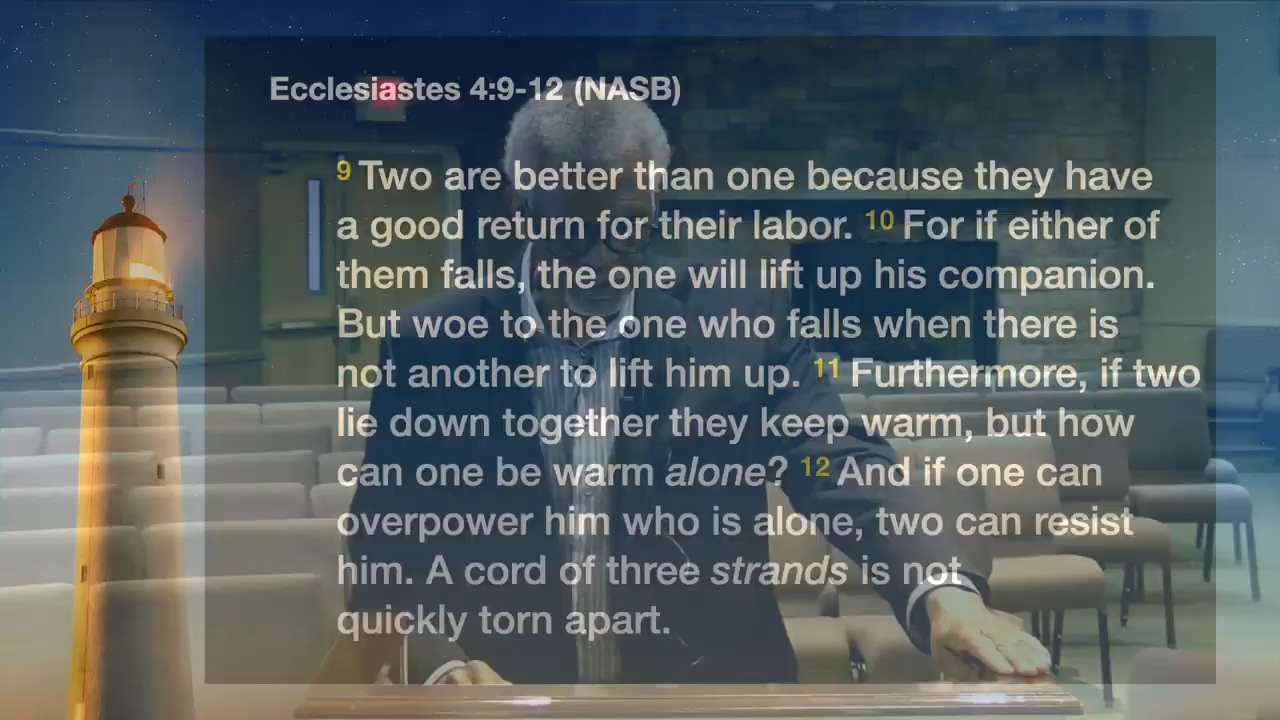 Ecclesiastes 4:9-12 (NASB)
9 Two are better than one because they have
a good return for their labor. 10 For if either of
them falls, the one will lift up his companion.
But woe to the one who falls when there is
not another to lift him up. 11 Furthermore, if two
lie down together they keep warm, but how
can one be warm alone? 12 And if one can
overpower him who is alone, two can resist
him. A cord of three strands is not
quickly torn apart.